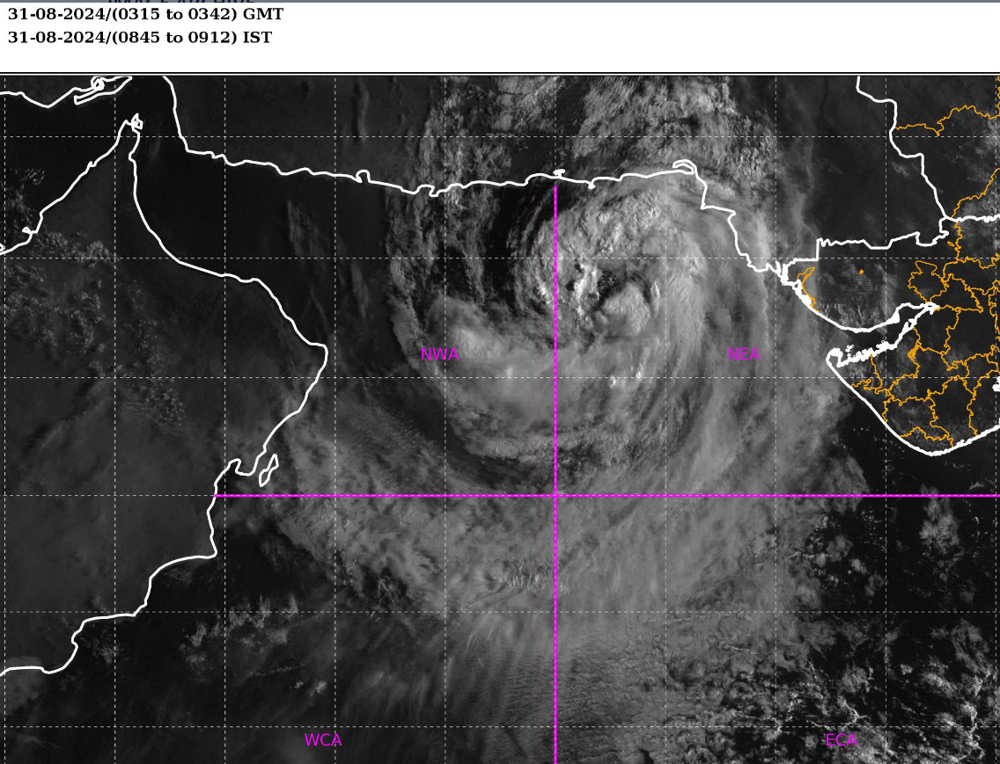 31-08-2024/(0315 to 0342) GMT
31-08-2024/(0845 to 0912) IST
NWA
NEA
WCA
ECA